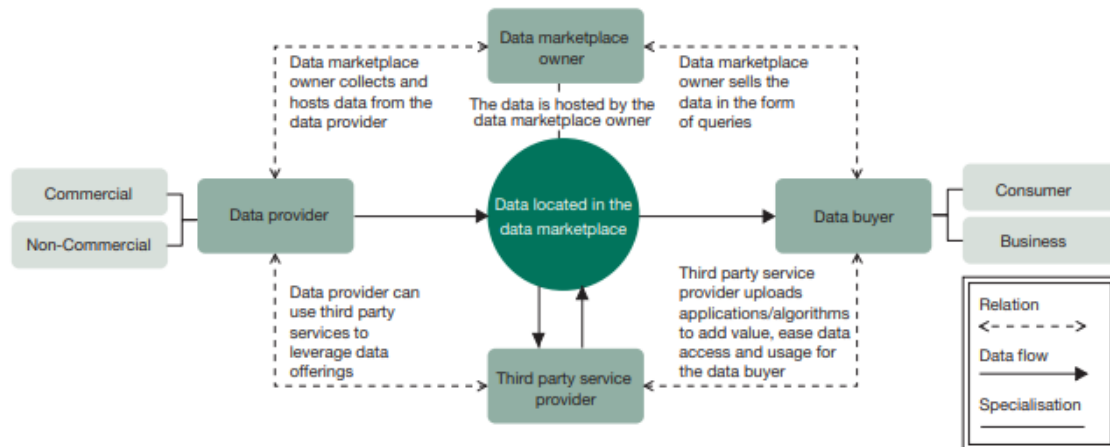 Data marketplace
owner
Data marketplace
owner collects and
hosts data from the
data provider
The data is hosted by the
data marketplace owner
Data marketplace
owner sells the
data in the form
of queries
Commercial
Non-Commercial
Data provider
Data located in the
data marketplace
Data buyer
Consumer
Business
Data provider can
use third party
services to
leverage data
offerings
Third party service
provider
Third party service
provider uploads
applications/algorithms
to add value, ease data
access and usage for
the data buyer
Relation
Data flow
Specialisation